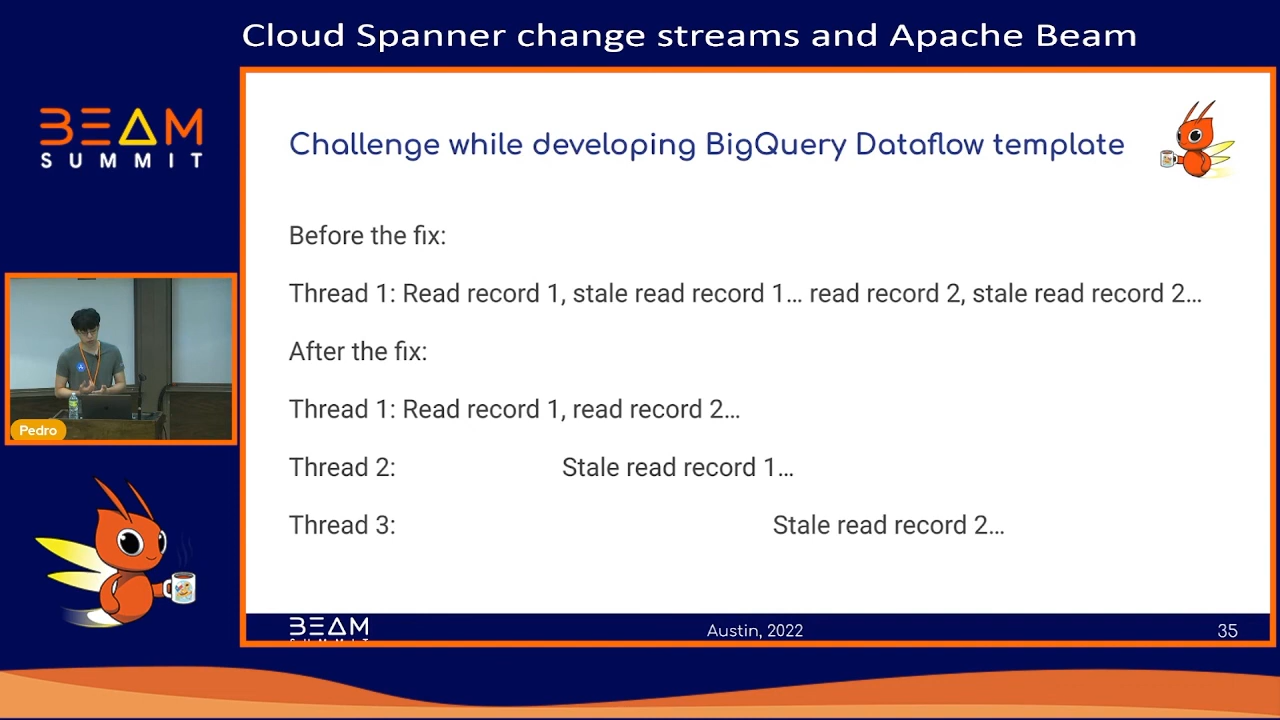 Cloud Spanner change streams and Apache Beam
BEAM
SUMMIT
Challenge while developing BigQuery Dataflow template
Before the fix:
Thread 1: Read record 1, stale read record 1... read record 2, stale read record 2...
After the fix:
Thread 1: Read record 1, read record 2...
Thread 2: Stale read record 1...
Thread 3: Stale read record 2...
Pedro
BEAM
SUMMIT
Austin, 2022
35